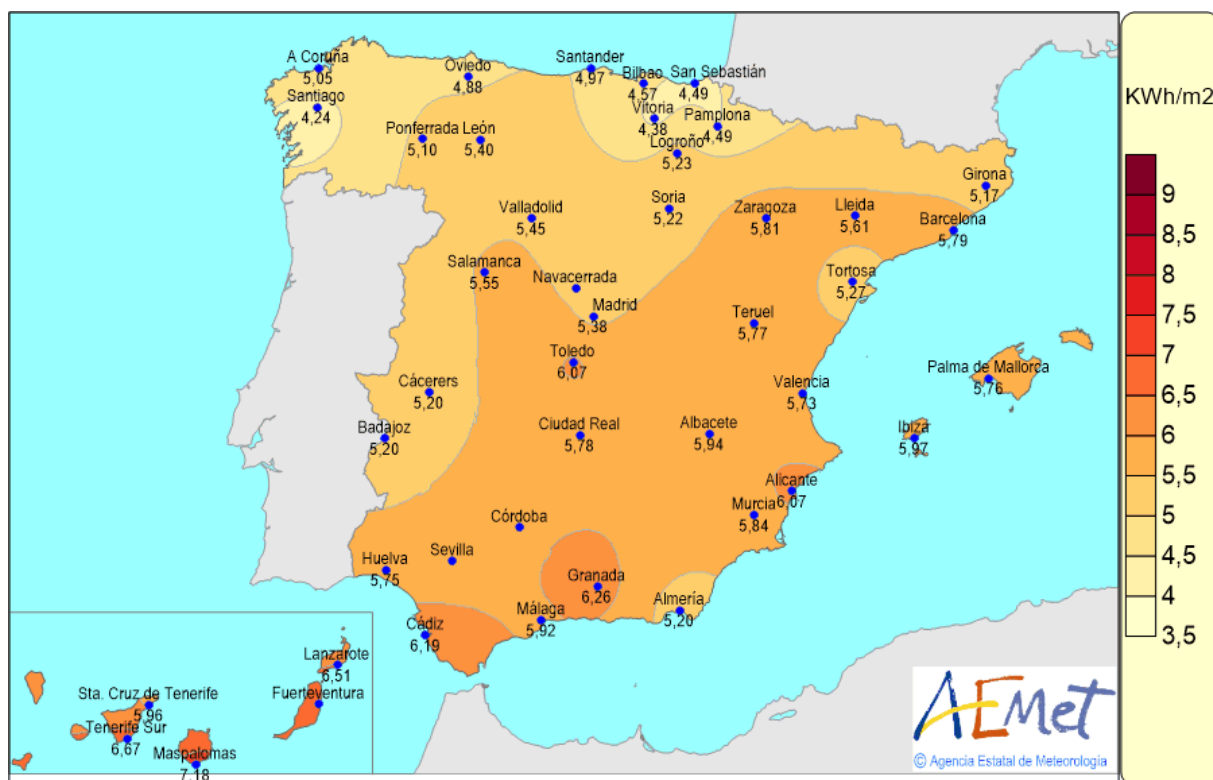 A Coruña
5,05
Oviedo
4,88
Santander
4,97
Bilbao
4,57
San Sebastián
4,49
Santiago
4,24
Vitoria
4,38
Pamplona
4,49
Ponferrada
5,10
León
5,40
Logroño
5,23
Girona
5,17
Valladolid
5,45
Soria
5,22
Zaragoza
5,81
Lleida
5,61
Barcelona
5,79
Salamanca
5,55
Navacerrada
Madrid
5,38
Tortosa
5,27
Teruel
5,77
Toledo
6,07
Cácerers
5,20
Valencia
5,73
Palma de Mallorca
5,76
Badajoz
5,20
Ciudad Real
5,78
Albacete
5,94
Ibiza
5,97
Alicante
6,07
Murcia
5,84
Córdoba
Sevilla
Huelva
5,75
Granada
6,26
Almería
5,20
Málaga
5,92
Cádiz
6,19
Lanzarote
6,51
Fuerteventura
Sta. Cruz de Tenerife
5,96
Tenerife Sur
6,67
Maspalomas
7,18
AEMet
© Agencia Estatal de Meteorología
KWh/m2
9
8,5
8
7,5
7
6,5
6
5,5
5
4,5
4
3,5